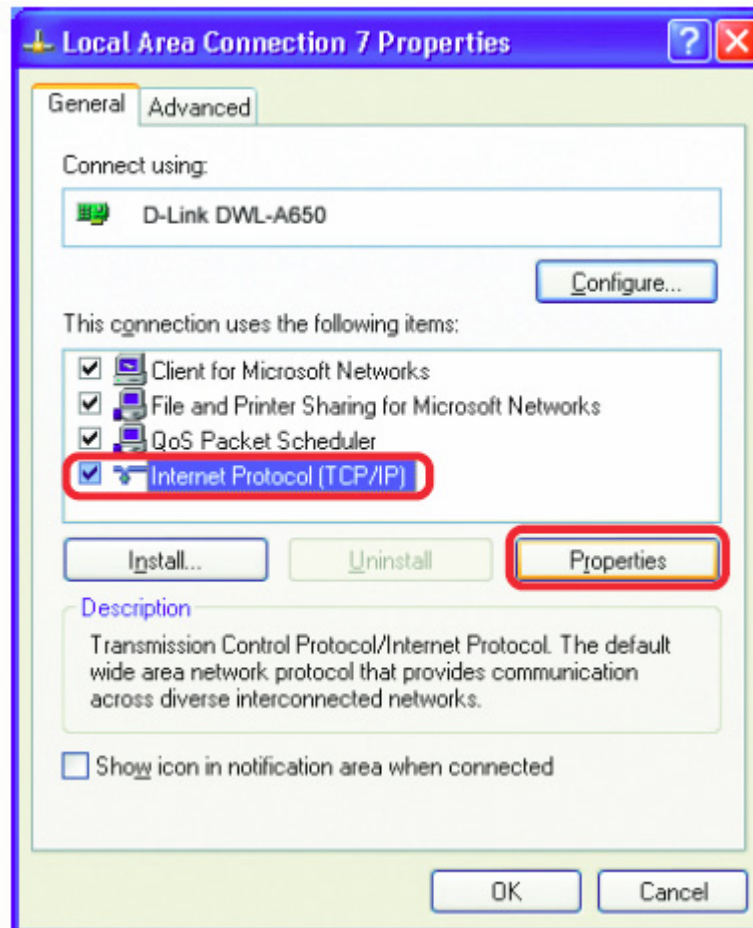 Local Area Connection 7 Properties
General
Advanced
Connect using:
D-Link DWL-A650
Configure...
This connection uses the following items:
Client for Microsoft Networks
File and Printer Sharing for Microsoft Networks
QoS Packet Scheduler
Internet Protocol (TCP/IP)
Install...
Uninstall
Properties
Description
Transmission Control Protocol/Internet Protocol. The default
wide area network protocol that provides communication
across diverse interconnected networks.
Show icon in notification area when connected
OK
Cancel